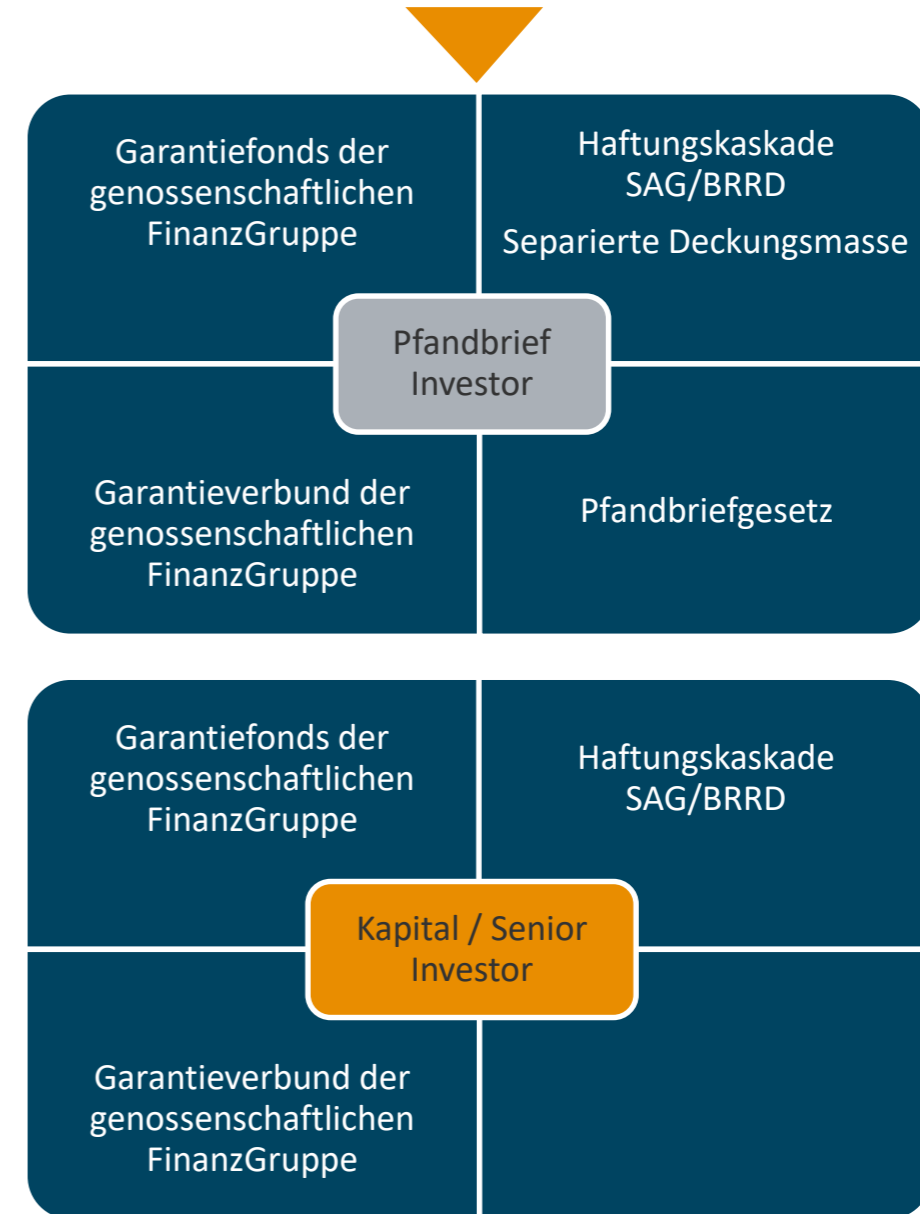 Garantiefonds der
genossenschaftlichen
FinanzGruppe
Haftungskaskade
SAG/BRRD
Separierte Deckungsmasse
Pfandbrief
Investor
Garantieverbund der
genossenschaftlichen
FinanzGruppe
Pfandbriefgesetz
Garantiefonds der
genossenschaftlichen
FinanzGruppe
Haftungskaskade
SAG/BRRD
Kapital / Senior
Investor
Garantieverbund der
genossenschaftlichen
FinanzGruppe